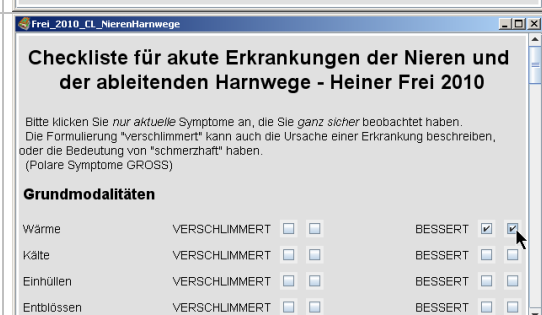 Frei_2010_CL_NierenHarnwege
Checkliste für akute Erkrankungen der Nieren und
der ableitenden Harnwege - Heiner Frei 2010
Bitte klicken Sie nur aktuelle Symptome an, die Sie ganz sicher beobachtet haben.
Die Formulierung "verschlimmert" kann auch die Ursache einer Erkrankung beschreiben,
oder die Bedeutung von "schmerzhaft" haben.
(Polare Symptome GROSS)
Grundmodalitäten
Wärme VERSCHLIMMERT BESSERT
Kälte VERSCHLIMMERT BESSERT
Einhüllen VERSCHLIMMERT BESSERT
Entblössen VERSCHLIMMERT BESSERT